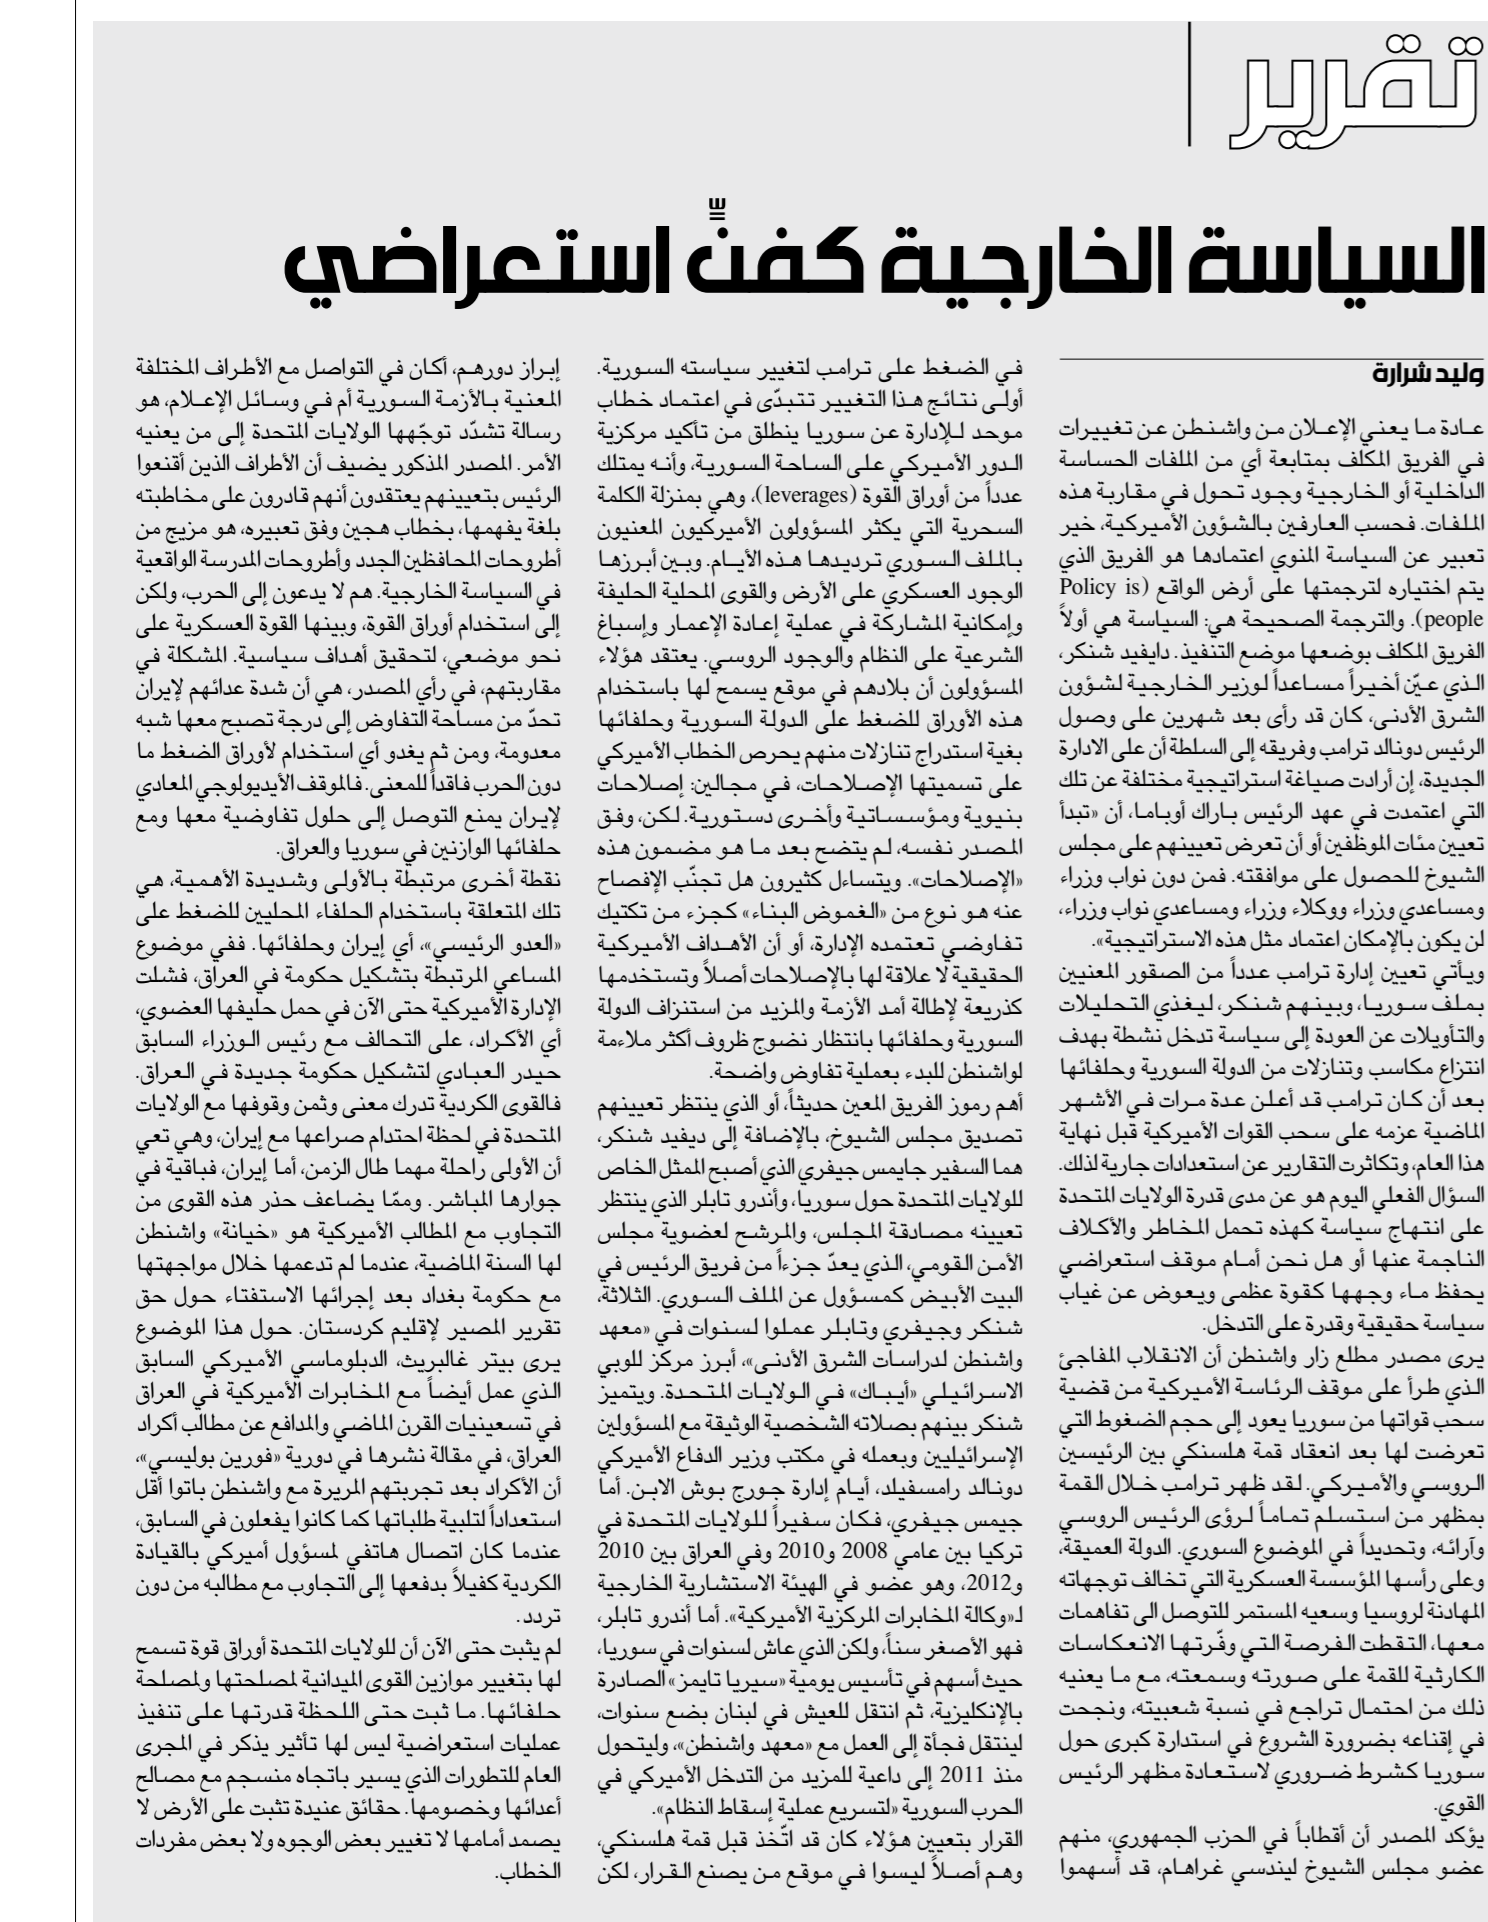 تقرير
السياسة الخارجية كفنٍّ استعراضي
وليد شرارة
عادة ما يعني الإعلان من واشنطن عن تغييرات
في الفريق المكلف بمتابعة أي من الملفات الحساسة
الداخلية أو الخارجية وجود تحول في مقاربة هذه
الملفات. فحسب العارفين بالشؤون الأميركية، خير
تعبير عن السياسة المنوي اعتمادها هو الفريق الذي
يتم اختياره لترجمتها على أرض الواقع (Policy is
people). والترجمة الصحيحة هي: السياسة هي أولاً
الفريق المكلف بوضعها موضع التنفيذ. دايفيد شنكر،
الذي عيّن أخيراً مساعداً لوزير الخارجية لشؤون
الشرق الأدنى، كان قد رأى بعد شهرين على وصول
الرئيس دونالد ترامب وفريقه إلى السلطة أن على الادارة
الجديدة، إن أرادت صياغة استراتيجية مختلفة عن تلك
التي اعتمدت في عهد الرئيس باراك أوباما، أن «تبدأ
تعيين مئات الموظفين أو أن تعرض تعيينهم على مجلس
الشيوخ للحصول على موافقته. فمن دون نواب وزراء
ومساعدي وزراء ووكلاء وزراء ومساعدي نواب وزراء،
لن يكون بالإمكان اعتماد مثل هذه الاستراتيجية».
ويأتي تعيين إدارة ترامب عدداً من الصقور المعنيين
بملف سوريا، وبينهم شنكر، ليغذي التحليلات
والتأويلات عن العودة إلى سياسة تدخل نشطة بهدف
انتزاع مكاسب وتنازلات من الدولة السورية وحلفائها
بعد أن كان ترامب قد أعلن عدة مرات في الأشهر
الماضية عزمه على سحب القوات الأميركية قبل نهاية
هذا العام، وتكاثرت التقارير عن استعدادات جارية لذلك.
السؤال الفعلي اليوم هو عن مدى قدرة الولايات المتحدة
على انتهاج سياسة كهذه تحمل المخاطر والأكلاف
الناجمة عنها أو هل نحن أمام موقف استعراضي
يحفظ ماء وجهها كقوة عظمى ويعوض عن غياب
سياسة حقيقية وقدرة على التدخل.
يرى مصدر مطلع زار واشنطن أن الانقلاب المفاجئ
الذي طرأ على موقف الرئاسة الأميركية من قضية
سحب قواتها من سوريا يعود إلى حجم الضغوط التي
تعرضت لها بعد انعقاد قمة هلسنكي بين الرئيسين
الروسي والأميركي. لقد ظهر ترامب خلال القمة
بمظهر من استسلم تماماً لرؤى الرئيس الروسي
وآرائه، وتحديداً في الموضوع السوري. الدولة العميقة،
وعلى رأسها المؤسسة العسكرية التي تخالف توجهاته
المهادنة لروسيا وسعيه المستمر للتوصل الى تفاهمات
معها، التقطت الفرصة التي وفّرتها الانعكاسات
الكارثية للقمة على صورته وسمعته، مع ما يعنيه
ذلك من احتمال تراجع في نسبة شعبيته، ونجحت
في إقناعه بضرورة الشروع في استدارة كبرى حول
سوريا كشرط ضروري لاستعادة مظهر الرئيس
القوي.
يؤكد المصدر أن أقطاباً في الحزب الجمهوري، منهم
عضو مجلس الشيوخ ليندسي غراهام، قد أسهموا
في الضغط على ترامب لتغيير سياسته السورية.
أولى نتائج هذا التغيير تتبدّى في اعتماد خطاب
موحد للإدارة عن سوريا ينطلق من تأكيد مركزية
الدور الأميركي على الساحة السورية، وأنه يمتلك
عدداً من أوراق القوة (leverages)، وهي بمنزلة الكلمة
السحرية التي يكثر المسؤولون الأميركيون المعنيون
بالملف السوري ترديدها هذه الأيام. وبين أبرزها
الوجود العسكري على الأرض والقوى المحلية الحليفة
وإمكانية المشاركة في عملية إعادة الإعمار وإسباغ
الشرعية على النظام والوجود الروسي. يعتقد هؤلاء
المسؤولون أن بلادهم في موقع يسمح لها باستخدام
هذه الأوراق للضغط على الدولة السورية وحلفائها
بغية استدراج تنازلات منهم يحرص الخطاب الأميركي
على تسميتها الإصلاحات، في مجالين: إصلاحات
بنيوية ومؤسساتية وأخرى دستورية. لكن، وفق
المصدر نفسه، لم يتضح بعد ما هو مضمون هذه
«الإصلاحات». ويتساءل كثيرون هل تجنّب الإفصاح
عنه هو نوع من «الغموض البناء» كجزء من تكتيك
تفاوضي تعتمده الإدارة، أو أن الأهداف الأميركية
الحقيقية لا علاقة لها بالإصلاحات أصلاً وتستخدمها
كذريعة لإطالة أمد الأزمة والمزيد من استنزاف الدولة
السورية وحلفائها بانتظار نضوج ظروف أكثر ملاءمة
لواشنطن للبدء بعملية تفاوض واضحة.
أهم رموز الفريق المعين حديثاً، أو الذي ينتظر تعيينهم
تصديق مجلس الشيوخ، بالإضافة إلى ديفيد شنكر،
هما السفير جايمس جيفري الذي أصبح الممثل الخاص
للولايات المتحدة حول سوريا، وأندرو تابلر الذي ينتظر
تعيينه مصادقة المجلس، والمرشح لعضوية مجلس
الأمن القومي، الذي يعدّ جزءاً من فريق الرئيس في
البيت الأبيض كمسؤول عن الملف السوري. الثلاثة،
شنكر وجيفري وتابلر عملوا لسنوات في «معهد
واشنطن لدراسات الشرق الأدنى»، أبرز مركز للوبي
الاسرائيلي «أيباك» في الولايات المتحدة. ويتميز
شنكر بينهم بصلاته الشخصية الوثيقة مع المسؤولين
الإسرائيليين وبعمله في مكتب وزير الدفاع الأميركي
دونالد رامسفيلد، أيام إدارة جورج بوش الابن. أما
جيمس جيفري، فكان سفيراً للولايات المتحدة في
تركيا بين عامي 2008 و2010 وفي العراق بين 2010
و2012، وهو عضو في الهيئة الاستشارية الخارجية
لـ«وكالة المخابرات المركزية الأميركية». أما أندرو تابلر،
فهو الأصغر سناً، ولكن الذي عاش لسنوات في سوريا،
حيث أسهم في تأسيس يومية «سيريا تايمز» الصادرة
بالإنكليزية، ثم انتقل للعيش في لبنان بضع سنوات،
لينتقل فجأة إلى العمل مع «معهد واشنطن»، وليتحول
منذ 2011 إلى داعية للمزيد من التدخل الأميركي في
الحرب السورية «لتسريع عملية إسقاط النظام».
القرار بتعيين هؤلاء كان قد اتّخذ قبل قمة هلسنكي،
وهم أصلاً ليسوا في موقع من يصنع القرار، لكن
إبراز دورهم، أكان في التواصل مع الأطراف المختلفة
المعنية بالأزمة السورية أم في وسائل الإعلام، هو
رسالة تشدّد توجّهها الولايات المتحدة إلى من يعنيه
الأمر. المصدر المذكور يضيف أن الأطراف الذين أقنعوا
الرئيس بتعيينهم يعتقدون أنهم قادرون على مخاطبته
بلغة يفهمها، بخطاب هجين وفق تعبيره، هو مزيج من
أطروحات المحافظين الجدد وأطروحات المدرسة الواقعية
في السياسة الخارجية. هم لا يدعون إلى الحرب، ولكن
إلى استخدام أوراق القوة، وبينها القوة العسكرية على
نحو موضعي، لتحقيق أهداف سياسية. المشكلة في
مقاربتهم، في رأي المصدر، هي أن شدة عدائهم لإيران
تحدّ من مساحة التفاوض إلى درجة تصبح معها شبه
معدومة، ومن ثم يغدو أي استخدام لأوراق الضغط ما
دون الحرب فاقداً للمعنى. فالموقف الأيديولوجي المعادي
لإيران يمنع التوصل إلى حلول تفاوضية معها ومع
حلفائها الوازنين في سوريا والعراق.
نقطة أخرى مرتبطة بالأولى وشديدة الأهمية، هي
تلك المتعلقة باستخدام الحلفاء المحليين للضغط على
«العدو الرئيسي»، أي إيران وحلفائها. ففي موضوع
المساعي المرتبطة بتشكيل حكومة في العراق، فشلت
الإدارة الأميركية حتى الآن في حمل حليفها العضوي،
أي الأكراد، على التحالف مع رئيس الوزراء السابق
حيدر العبادي لتشكيل حكومة جديدة في العراق.
فالقوى الكردية تدرك معنى وثمن وقوفها مع الولايات
المتحدة في لحظة احتدام صراعها مع إيران، وهي تعي
أن الأولى راحلة مهما طال الزمن، أما إيران، فباقية في
جوارها المباشر. وممّا يضاعف حذر هذه القوى من
التجاوب مع المطالب الأميركية هو «خيانة» واشنطن
لها السنة الماضية، عندما لم تدعمها خلال مواجهتها
مع حكومة بغداد بعد إجرائها الاستفتاء حول حق
تقرير المصير لإقليم كردستان. حول هذا الموضوع
يرى بيتر غالبريث، الدبلوماسي الأميركي السابق
الذي عمل أيضاً مع المخابرات الأميركية في العراق
في تسعينيات القرن الماضي والمدافع عن مطالب أكراد
العراق، في مقالة نشرها في دورية «فورين بوليسي»،
أن الأكراد بعد تجربتهم المريرة مع واشنطن باتوا أقل
استعداداً لتلبية طلباتها كما كانوا يفعلون في السابق،
عندما كان اتصال هاتفي لمسؤول أميركي بالقيادة
الكردية كفيلاً بدفعها إلى التجاوب مع مطالبه من دون
تردد.
لم يثبت حتى الآن أن للولايات المتحدة أوراق قوة تسمح
لها بتغيير موازين القوى الميدانية لمصلحتها ولمصلحة
حلفائها. ما ثبت حتى اللحظة قدرتها على تنفيذ
عمليات استعراضية ليس لها تأثير يذكر في المجرى
العام للتطورات الذي يسير باتجاه منسجم مع مصالح
أعدائها وخصومها. حقائق عنيدة تثبت على الأرض لا
يصمد أمامها لا تغيير بعض الوجوه ولا بعض مفردات
الخطاب.